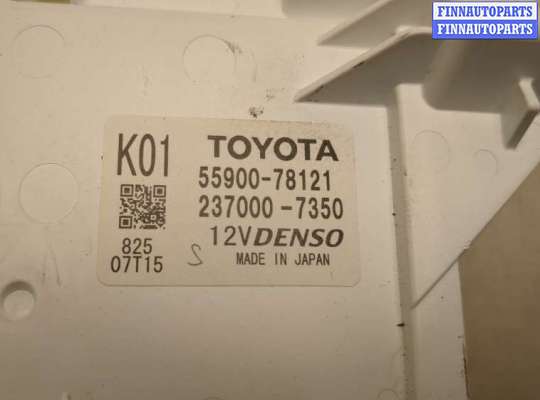 FINNAUTOPARTS
FINNAUTOPARTS
K01
TOYOTA
55900-78121
237000-7350
12V DENSO
MADE IN JAPAN
825
07T15
S